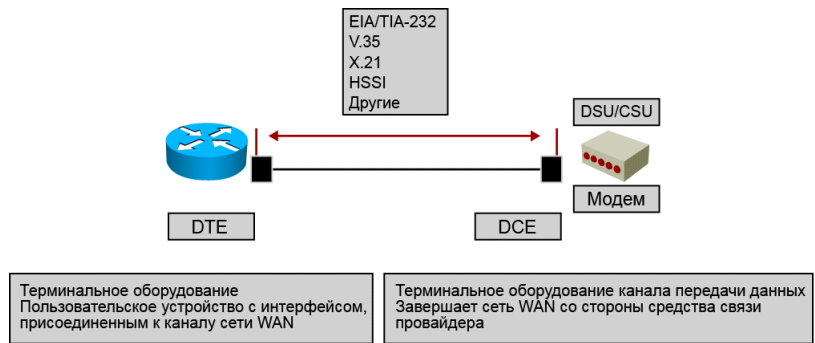 EIA/TIA-232
V.35
X.21
HSSI
Другие
DSU/CSU
Модем
DTE
DCE
Терминальное оборудование
Пользовательское устройство с интерфейсом,
присоединенным к каналу сети WAN
Терминальное оборудование канала передачи данных
Завершает сеть WAN со стороны средства связи
провайдера